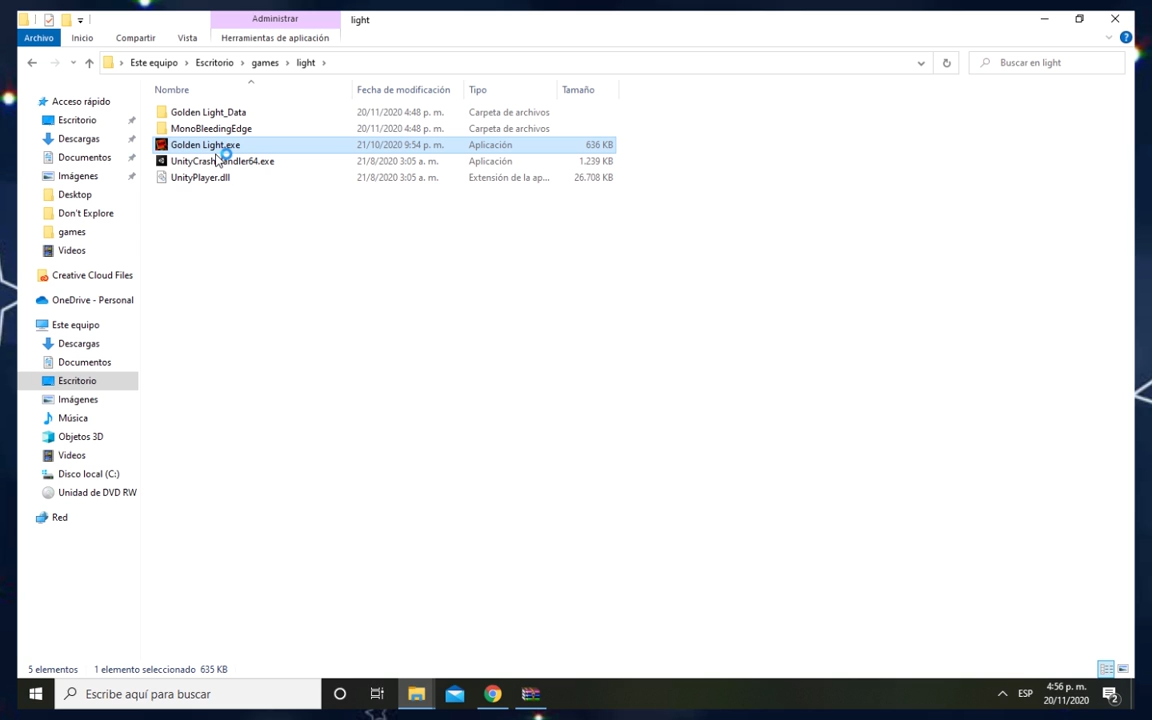 Administrar
light
Archivo
Inicio
Compartir
Vista
Herramientas de aplicación
Este equipo
Escritorio
games
light
Buscar en light
Nombre
Fecha de modificación
Tipo
Tamaño
Golden Light_Data 20/11/2020 4:48 p. m. Carpeta de archivos
MonoBleedingEdge 20/11/2020 4:48 p. m. Carpeta de archivos
Golden Light.exe 21/10/2020 9:54 p. m. Aplicación 636 KB
UnityCrashHandler64.exe 21/8/2020 3:05 a. m. Aplicación 1.239 KB
UnityPlayer.dll 21/8/2020 3:05 a. m. Extensión de la ap... 26.708 KB
Acceso rápido
Escritorio
Descargas
Documentos
Imágenes
Desktop
Don't Explore
games
Videos
Creative Cloud Files
OneDrive - Personal
Este equipo
Descargas
Documentos
Escritorio
Imágenes
Música
Objetos 3D
Videos
Disco local (C:)
Unidad de DVD RW
Red
5 elementos 1 elemento seleccionado 635 KB
Escribe aquí para buscar
ESP
4:56 p. m.
20/11/2020
2